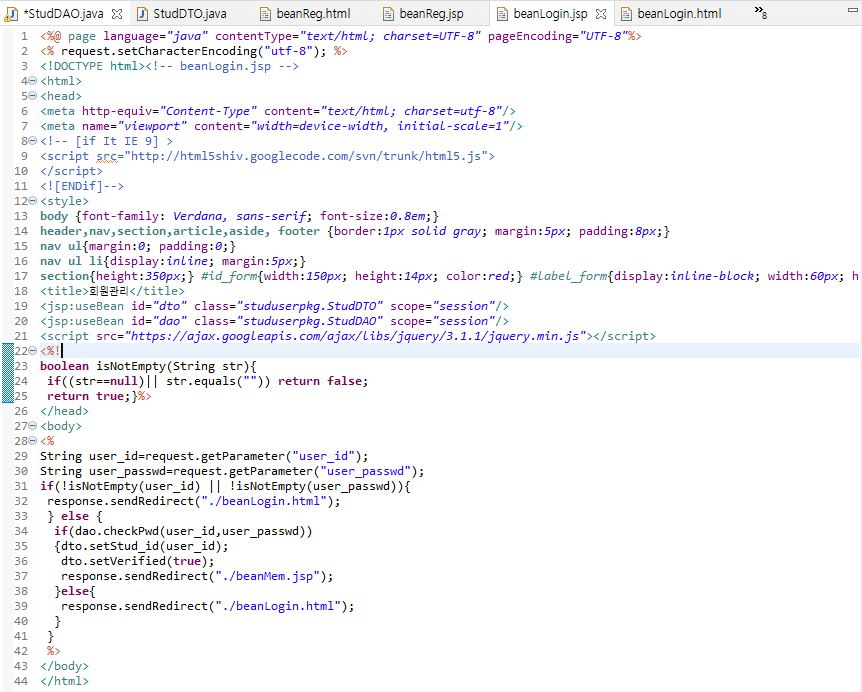 *StudDAO.java StudDTO.java beanReg.html beanReg.jsp beanLogin.jsp beanLogin.html »8
1 <%@ page language="java" contentType="text/html; charset=UTF-8" pageEncoding="UTF-8"%>
2 <% request.setCharacterEncoding("utf-8"); %>
3 <!DOCTYPE html><!-- beanLogin.jsp -->
4 <html>
5 <head>
6 <meta http-equiv="Content-Type" content="text/html; charset=utf-8"/>
7 <meta name="viewport" content="width=device-width, initial-scale=1"/>
8 <!-- [if It IE 9] >
9 <script src="http://html5shiv.googlecode.com/svn/trunk/html5.js">
10 </script>
11 <![ENDif]-->
12 <style>
13 body {font-family: Verdana, sans-serif; font-size:0.8em;}
14 header,nav,section,article,aside, footer {border:1px solid gray; margin:5px; padding:8px;}
15 nav ul{margin:0; padding:0;}
16 nav ul li{display:inline; margin:5px;}
17 section{height:350px;} #id_form{width:150px; height:14px; color:red;} #label_form{display:inline-block; width:60px; h
18 <title>회원관리</title>
19 <jsp:useBean id="dto" class="studuserpkg.StudDTO" scope="session"/>
20 <jsp:useBean id="dao" class="studuserpkg.StudDAO" scope="session"/>
21 <script src="https://ajax.googleapis.com/ajax/libs/jquery/3.1.1/jquery.min.js"></script>
22 <%!
23 boolean isNotEmpty(String str){
24 if((str==null)|| str.equals("")) return false;
25 return true;}%>
26 </head>
27 <body>
28 <%
29 String user_id=request.getParameter("user_id");
30 String user_passwd=request.getParameter("user_passwd");
31 if(!isNotEmpty(user_id) || !isNotEmpty(user_passwd)){
32 response.sendRedirect("./beanLogin.html");
33 } else {
34 if(dao.checkPwd(user_id,user_passwd))
35 {dto.setStud_id(user_id);
36 dto.setVerified(true);
37 response.sendRedirect("./beanMem.jsp");
38 }else{
39 response.sendRedirect("./beanLogin.html");
40 }
41 }
42 %>
43 </body>
44 </html>